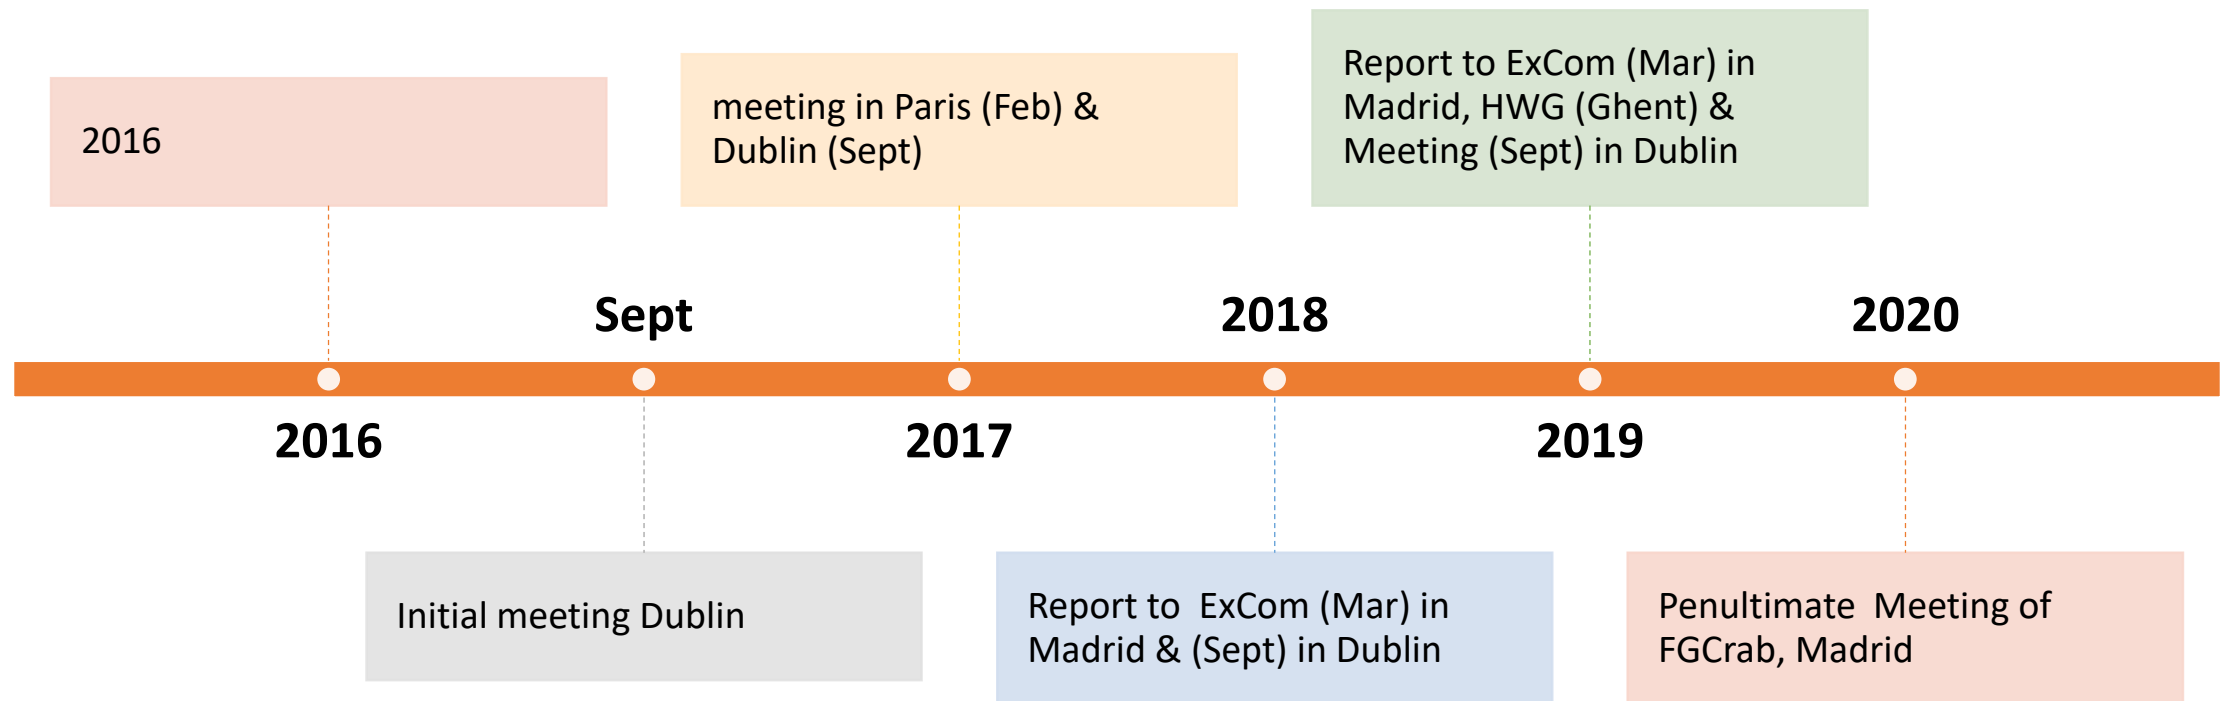 2016
meeting in Paris (Feb) &
Dublin (Sept)
Report to ExCom (Mar) in
Madrid, HWG (Ghent) &
Meeting (Sept) in Dublin
Sept
2018
2020
2016
2017
2019
Initial meeting Dublin
Report to  ExCom (Mar) in
Madrid & (Sept) in Dublin
Penultimate  Meeting of
FGCrab, Madrid